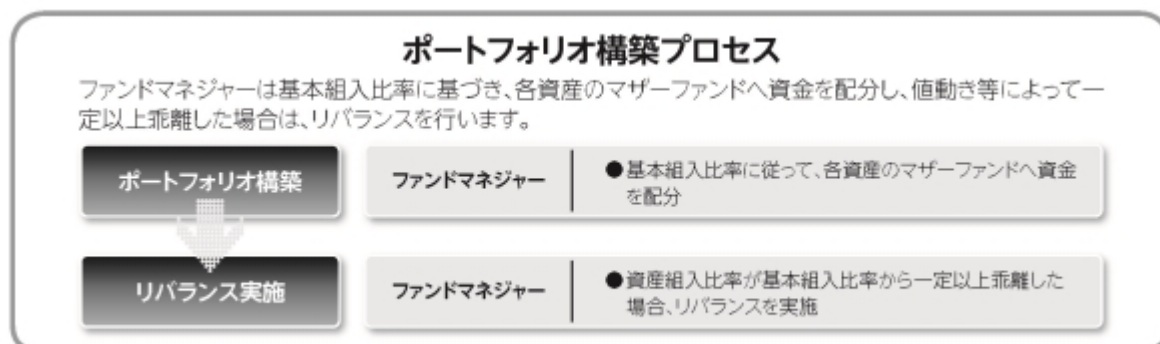 ポートフォリオ構築プロセス
ファンドマネジャーは基本組入比率に基づき、各資産のマザーファンドへ資金を配分し、値動き等によって一
定以上乖離した場合は、リバランスを行います。
ポートフォリオ構築
ファンドマネジャー
●基本組入比率に従って、各資産のマザーファンドへ資金
を配分
リバランス実施
ファンドマネジャー
●資産組入比率が基本組入比率から一定以上乖離した
場合、リバランスを実施